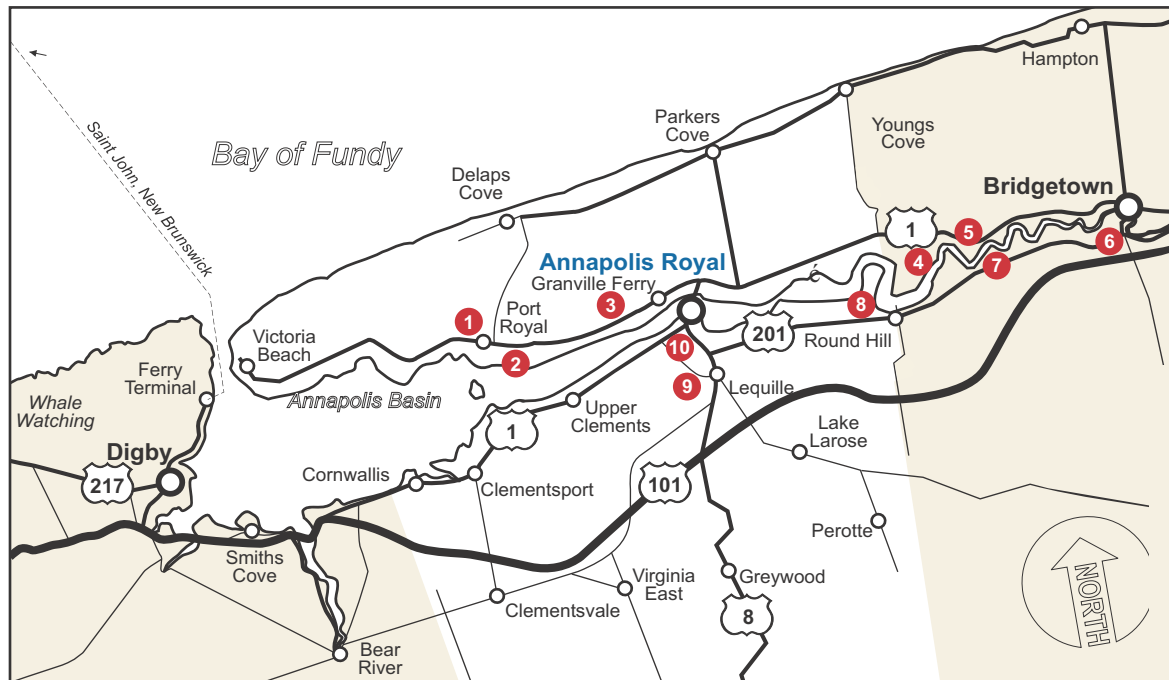 Hampton
Saint John, New Brunswick
Bay of Fundy
Parkers
Cove
Youngs
Cove
Delaps
Cove
Bridgetown
1
5
6
4
7
Annapolis Royal
Granville Ferry
3
8
1
Port
Royal
201
Round Hill
Victoria
Beach
2
10
9
Lequille
Ferry
Terminal
Whale
Watching
Annapolis Basin
Upper
Clements
1
Lake
Larose
Digby
217
Cornwallis
Clementsport
101
Perotte
Smiths
Cove
Virginia
East
Greywood
Clementsvale
8
NORTH
Bear
River